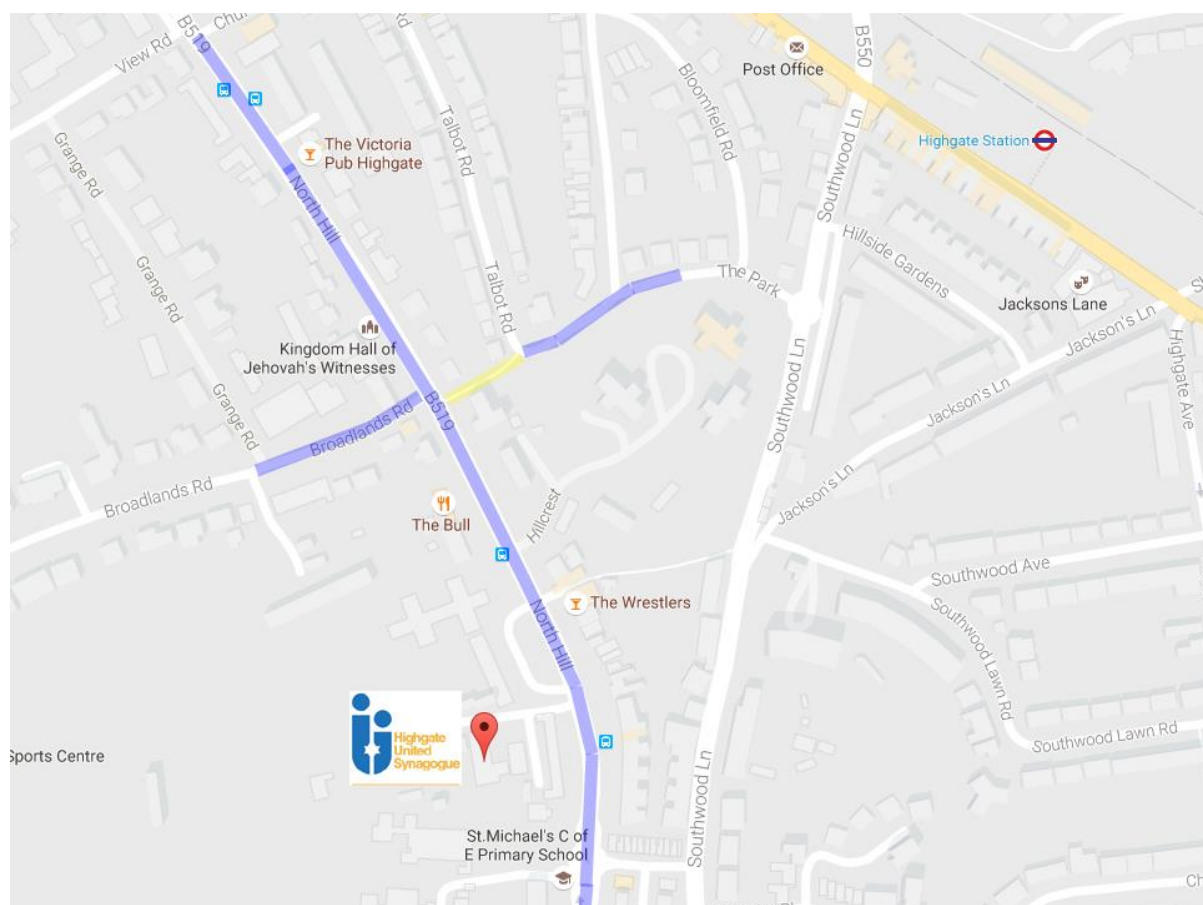 B519
View Rd
Chu
Talbot Rd
Bloomfield Rd
Post Office
B550
Southwood Ln
Highgate Station
The Victoria
Pub Highgate
Grange Rd
North Hill
Talbot Rd
The Park
Hillside Gardens
Jacksons Lane
Jackson's Ln
Grange Rd
Kingdom Hall of
Jehovah's Witnesses
Southwood Ln
Jackson's Ln
Highgate Ave
Grange Rd
Broadlands Rd
B519
Broadlands Rd
The Bull
Hillcrest
Jackson's Ln
Southwood Ave
The Wrestlers
North Hill
Southwood Lawn Rd
Highgate
United
Synagogue
Southwood Lawn Rd
Sports Centre
Southwood Ln
St.Michael's C of
E Primary School
Ch